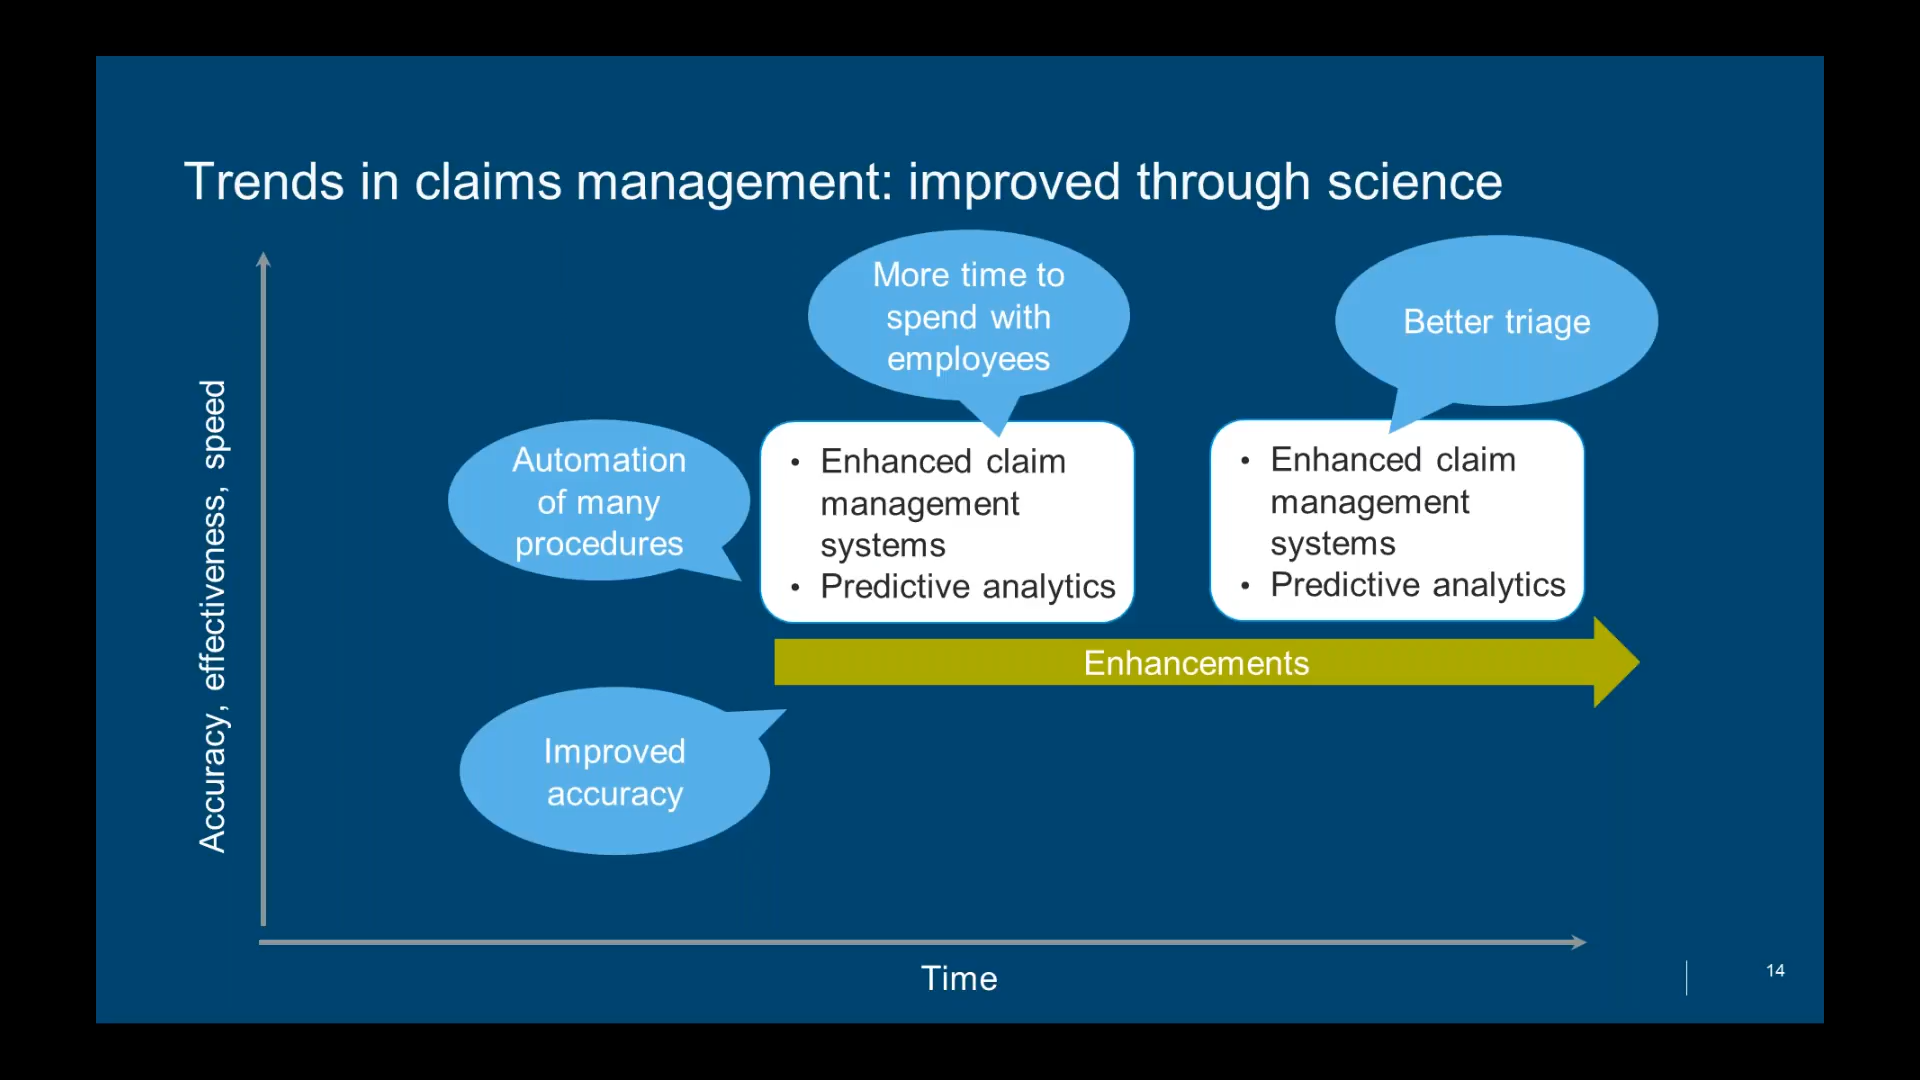 Trends in claims management: improved through science
More time to
spend with
employees
Better triage
Automation
of many
procedures
• Enhanced claim
management
systems
• Predictive analytics
• Enhanced claim
management
systems
• Predictive analytics
Enhancements
Improved
accuracy
Accuracy, effectiveness, speed
Time
14